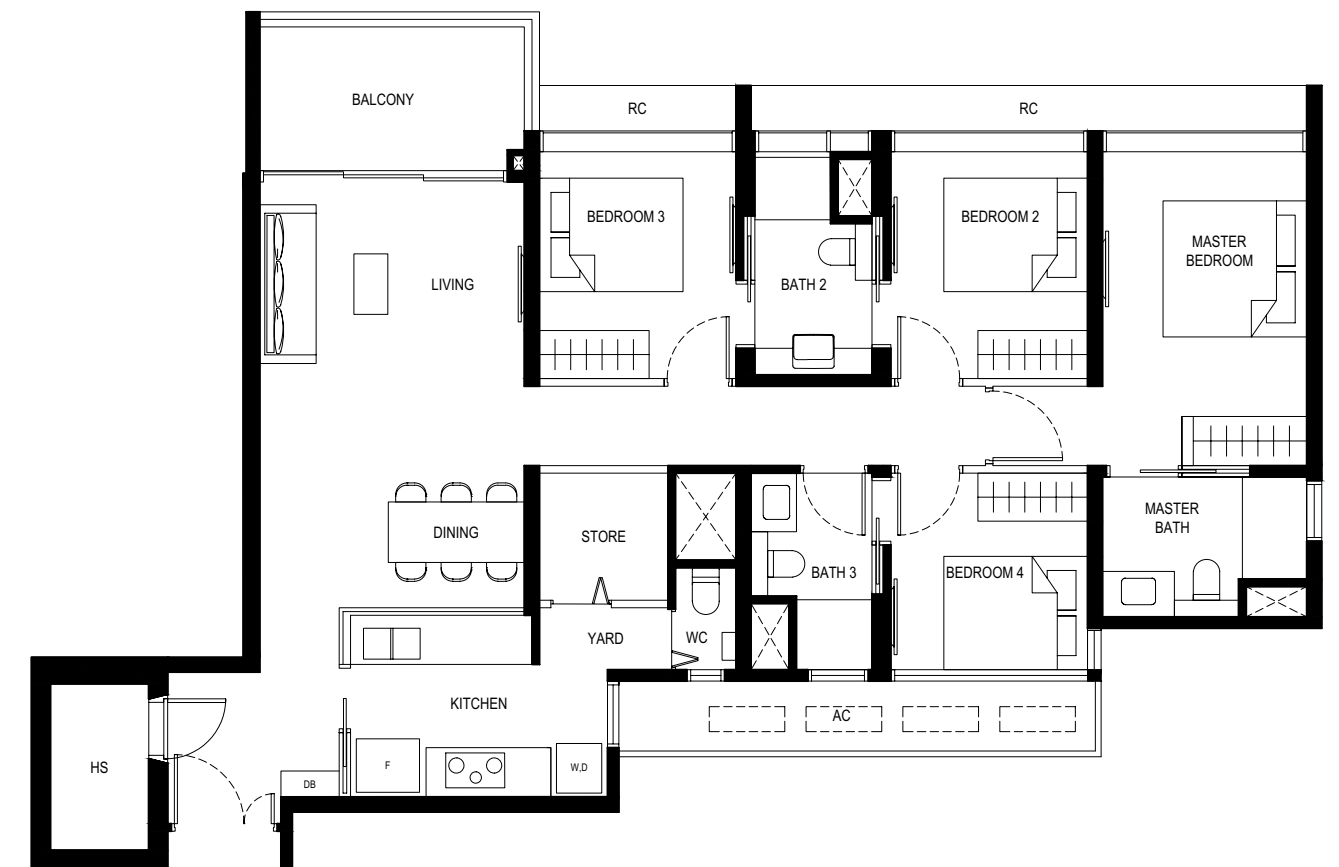 BALCONY
RC
RC
BEDROOM 3
BEDROOM 2
MASTER
BEDROOM
LIVING
BATH 2
DINING
STORE
MASTER
BATH
BATH 3
BEDROOM 4
YARD
WC
KITCHEN
AC
HS
F
W,D
DB